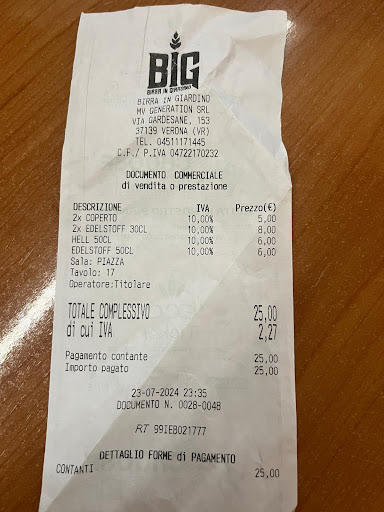 BIG
BIRRA IN GIARDINO
BIRRA IN GIARDINO
MV GENERATION SRL
VIA GARDESANE, 153
37139 VERONA (VR)
TEL. 04511171445
C.F./ P.IVA 04722170232
DOCUMENTO COMMERCIALE
di vendita o prestazione
DESCRIZIONE IVA Prezzo(€)
2x COPERTO 10,00% 5,00
2x EDELSTOFF 30CL 10,00% 8,00
HELL 50CL 10,00% 6,00
EDELSTOFF 50CL 10,00% 6,00
Sala: PIAZZA
Tavolo: 17
Operatore:Titolare
TOTALE COMPLESSIVO 25,00
di cui IVA 2,27
Pagamento contante 25,00
Importo pagato 25,00
23-07-2024 23:35
DOCUMENTO N. 0028-0048
RT 99IEB021777
DETTAGLIO FORME di PAGAMENTO
CONTANTI 25,00